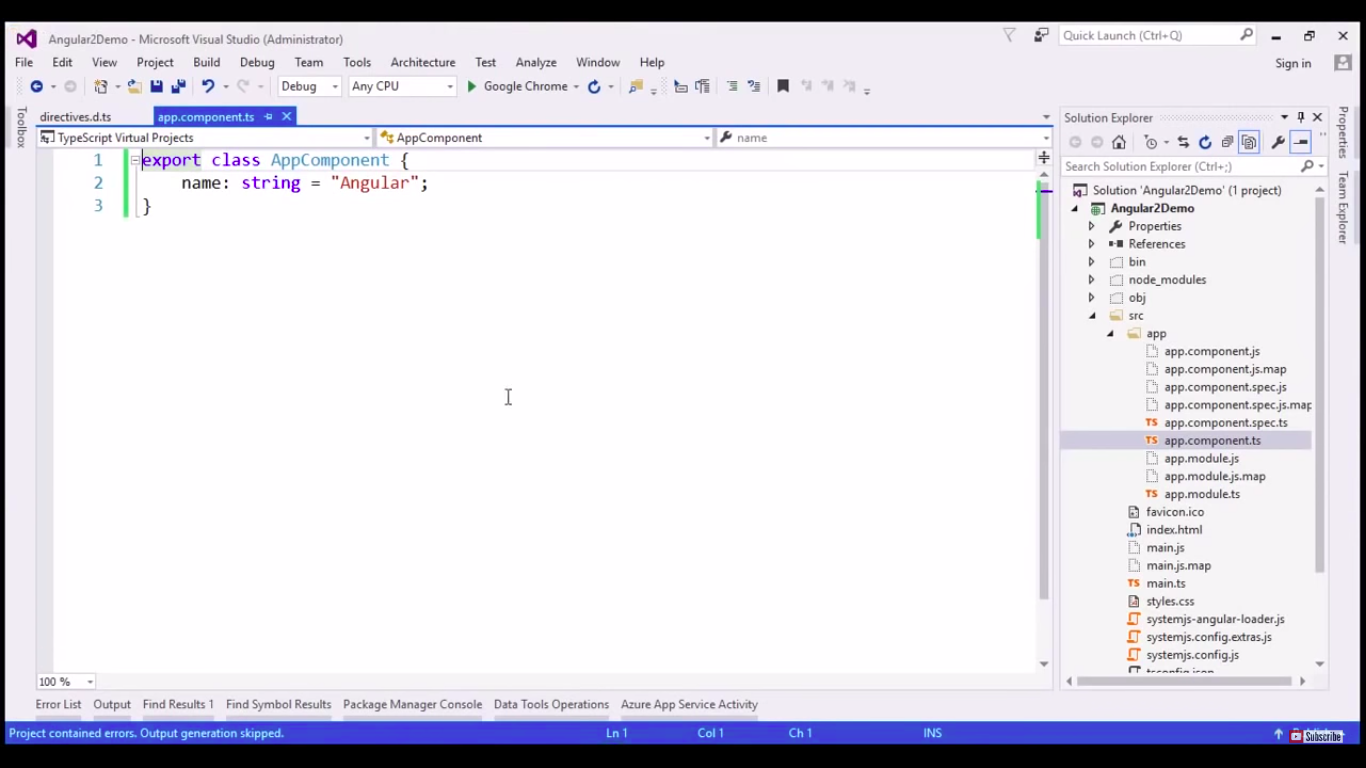 Angular2Demo - Microsoft Visual Studio (Administrator)
Quick Launch (Ctrl+Q)
File Edit View Project Build Debug Team Tools Architecture Test Analyze Window Help
Sign in
Debug Any CPU Google Chrome
Toolbox
directives.d.ts app.component.ts
TypeScript Virtual Projects AppComponent name
1 export class AppComponent {
2 name: string = "Angular";
3 }
100 %
Solution Explorer
Search Solution Explorer (Ctrl+;)
Solution 'Angular2Demo' (1 project)
Angular2Demo
Properties
References
bin
node_modules
obj
src
app
app.component.js
app.component.js.map
app.component.spec.js
app.component.spec.js.map
app.component.spec.ts
app.component.ts
app.module.js
app.module.js.map
app.module.ts
favicon.ico
index.html
main.js
main.js.map
main.ts
styles.css
systemjs-angular-loader.js
systemjs.config.extras.js
systemjs.config.js
tsconfig.json
Properties
Team Explorer
Error List Output Find Results 1 Find Symbol Results Package Manager Console Data Tools Operations Azure App Service Activity
Project contained errors. Output generation skipped. Ln 1 Col 1 Ch 1 INS
Subscribe